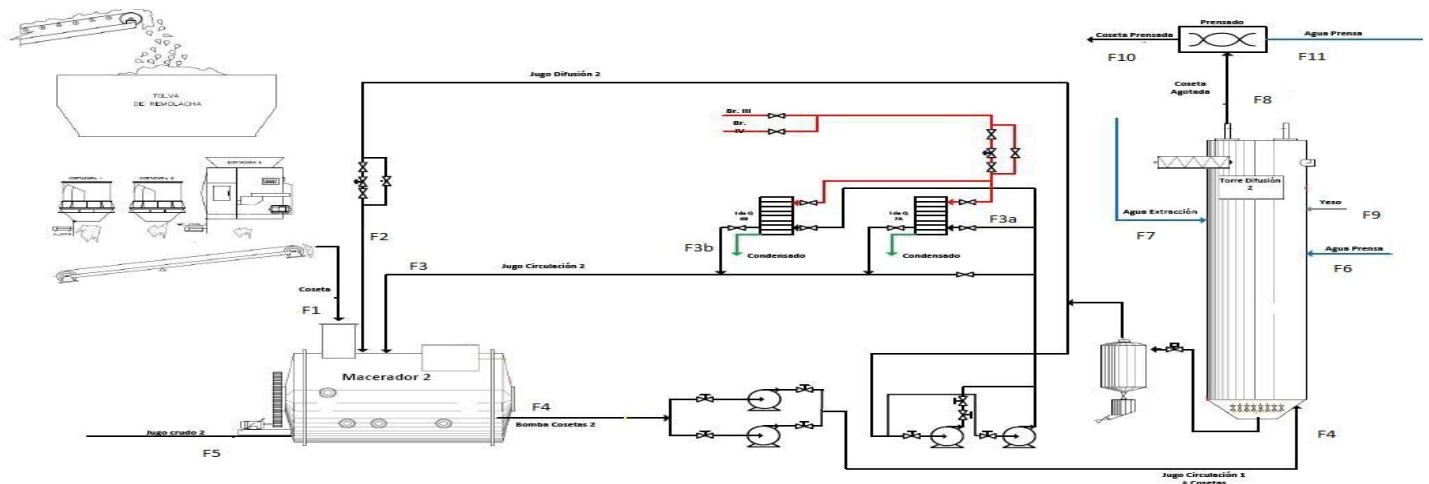 Prensado
Coseta Prensada
Agua Prensa
F10
F11
Jugo Difusión 2
Coseta
Agotada
F8
TOLVA
DE REMOLACHA
Br. III
Br.
IV
Torre Difusión
2
Yeso
F9
Agua Extracción
F7
Agua Prensa
F6
F2
F3b
F3a
Condensado
Condensado
F3
Jugo Circulación 2
Coseta
F1
Macerador 2
F4
Bomba Cosetas 2
Jugo crudo 2
F5
F4
Jugo Circulación 1
+ Cosetas